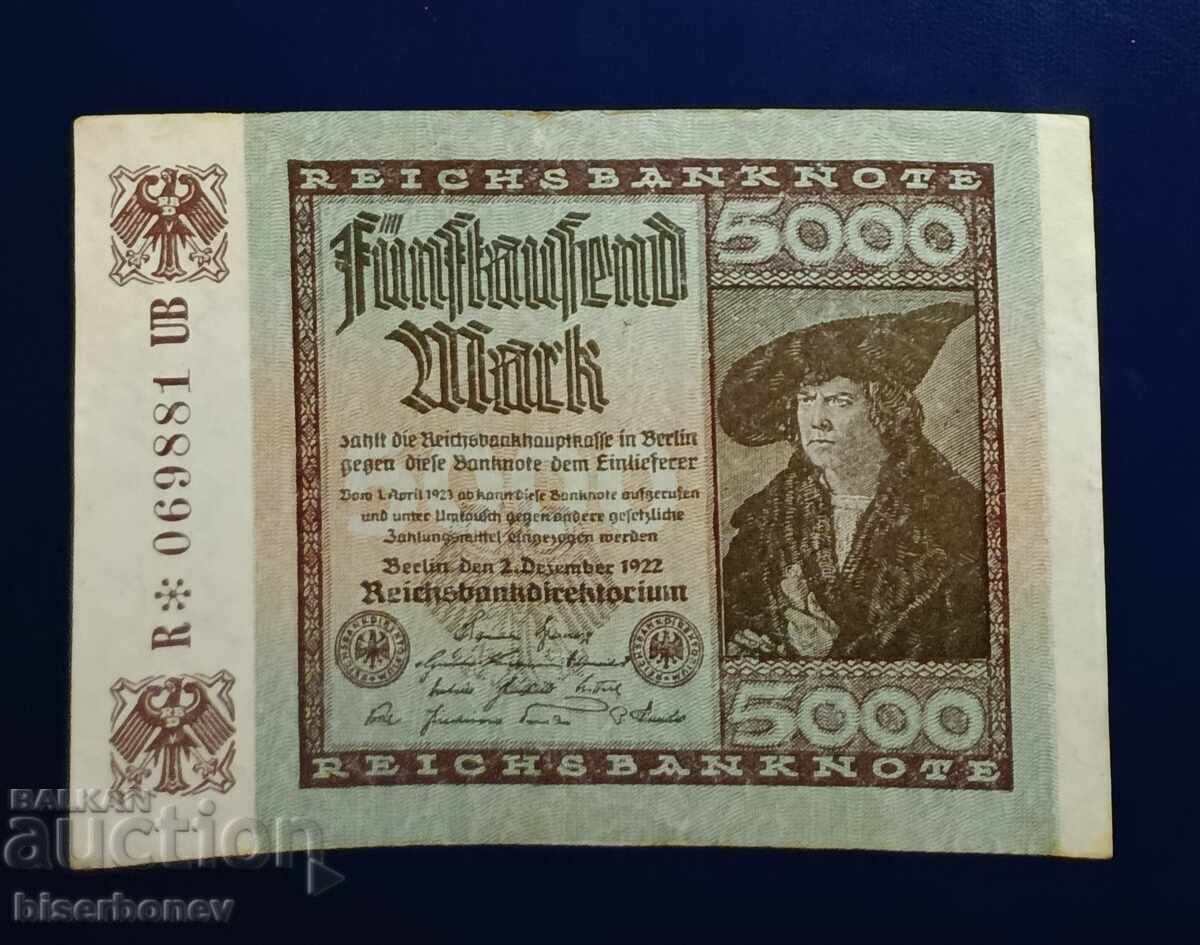 REICHSBANKNOTE
Fünftausend
Mark
zahlt die Reichsbankhauptkasse in Berlin
gegen diese Banknote dem Einlieferer
Vom 1. April 1923 ab kann diese Banknote aufgerufen
und unter Umtausch gegen andere gesetzliche
Zahlungsmittel eingezogen werden
Berlin den 2. Dezember 1922
Reichsbankdirektorium
5000
5000
REICHSBANKNOTE
R* 069881 UB
BALKAN
auction
biserbonev